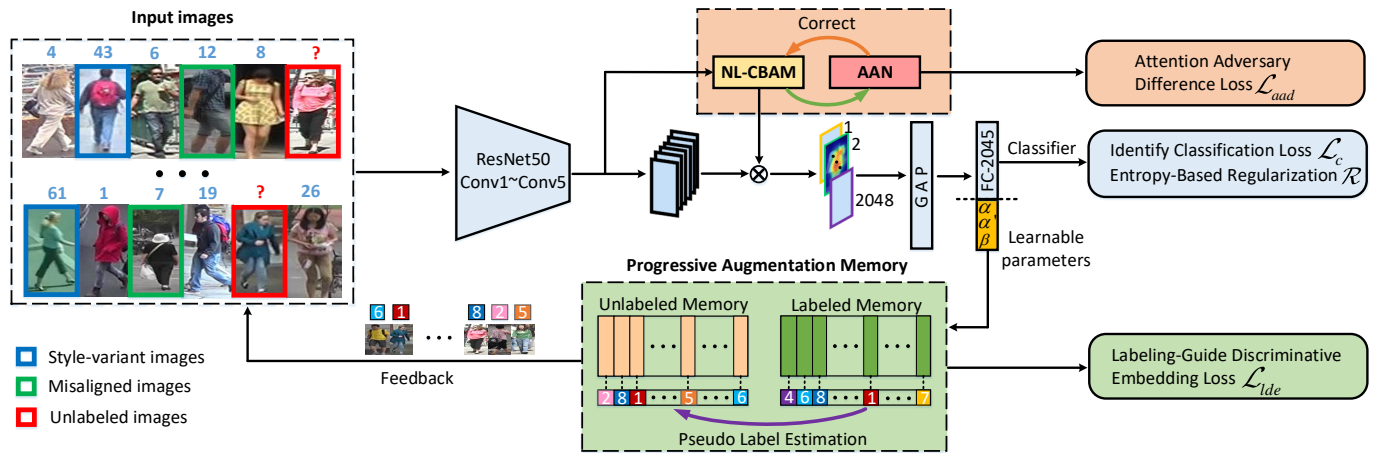 Input images
4 43 6 12 8 ?
• • •
61 1 7 19 ? 26
Style-variant images
Misaligned images
Unlabeled images
ResNet50
Conv1~Conv5
Correct
NL-CBAM
AAN
1
2
2048
GAP
FC-2045
α
α'
β
Classifier
Learnable
parameters
Attention Adversary
Difference Loss ℒaad
Identify Classification Loss ℒc
Entropy-Based Regularization ℛ
Progressive Augmentation Memory
Unlabeled Memory
Labeled Memory
2 8 1 ···· 5 ···· 6
4 6 8 ···· 1 ···· 7
Pseudo Label Estimation
6 1 8 2 5
Feedback
Labeling-Guide Discriminative
Embedding Loss ℒlde